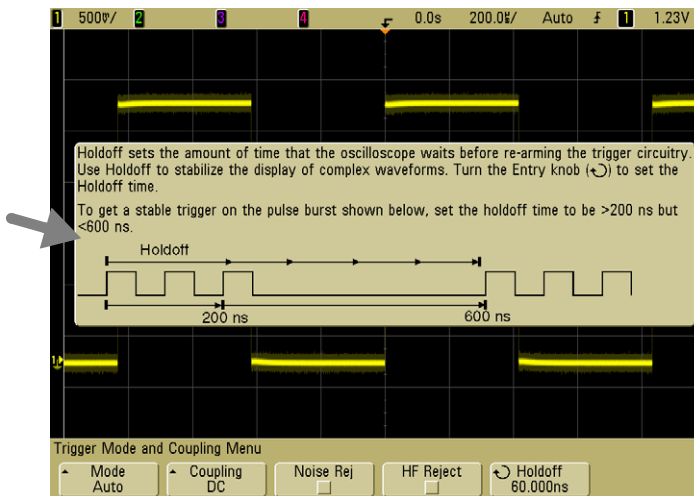 1 500▽/ 2 3 4 0.0s 200.0⅟/ Auto 1 1.23V
Holdoff sets the amount of time that the oscilloscope waits before re-arming the trigger circuitry.
Use Holdoff to stabilize the display of complex waveforms. Turn the Entry knob (↻) to set the
Holdoff time.
To get a stable trigger on the pulse burst shown below, set the holdoff time to be >200 ns but
<600 ns.
Holdoff
200 ns 600 ns
1
Trigger Mode and Coupling Menu
Mode Coupling Noise Rej HF Reject Holdoff
Auto DC 60.000ns